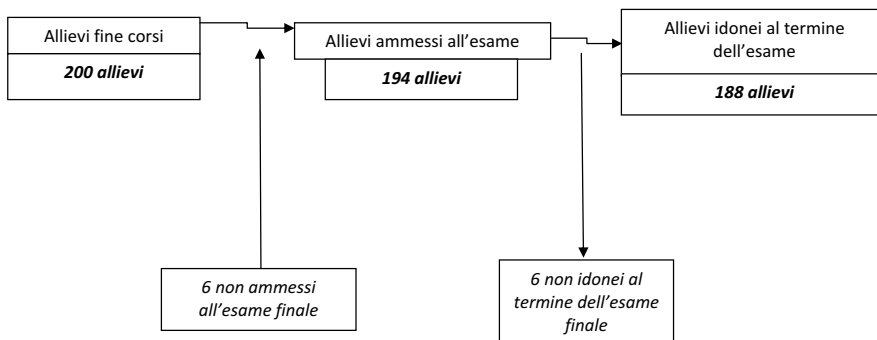 Allievi fine corsi
200 allievi
Allievi ammessi all'esame
194 allievi
Allievi idonei al termine
dell'esame
188 allievi
6 non ammessi
all'esame finale
6 non idonei al
termine dell'esame
finale